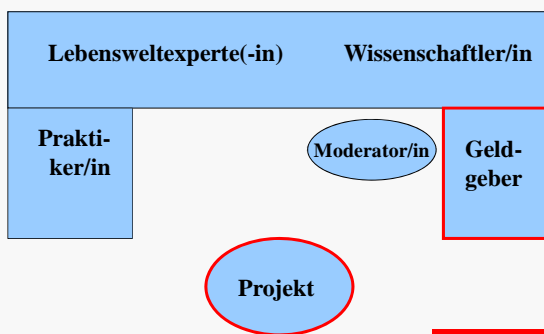 Lebensweltexperte(-in) Wissenschaftler/in
Prakti-
ker/in
Moderator/in
Geld-
geber
Projekt